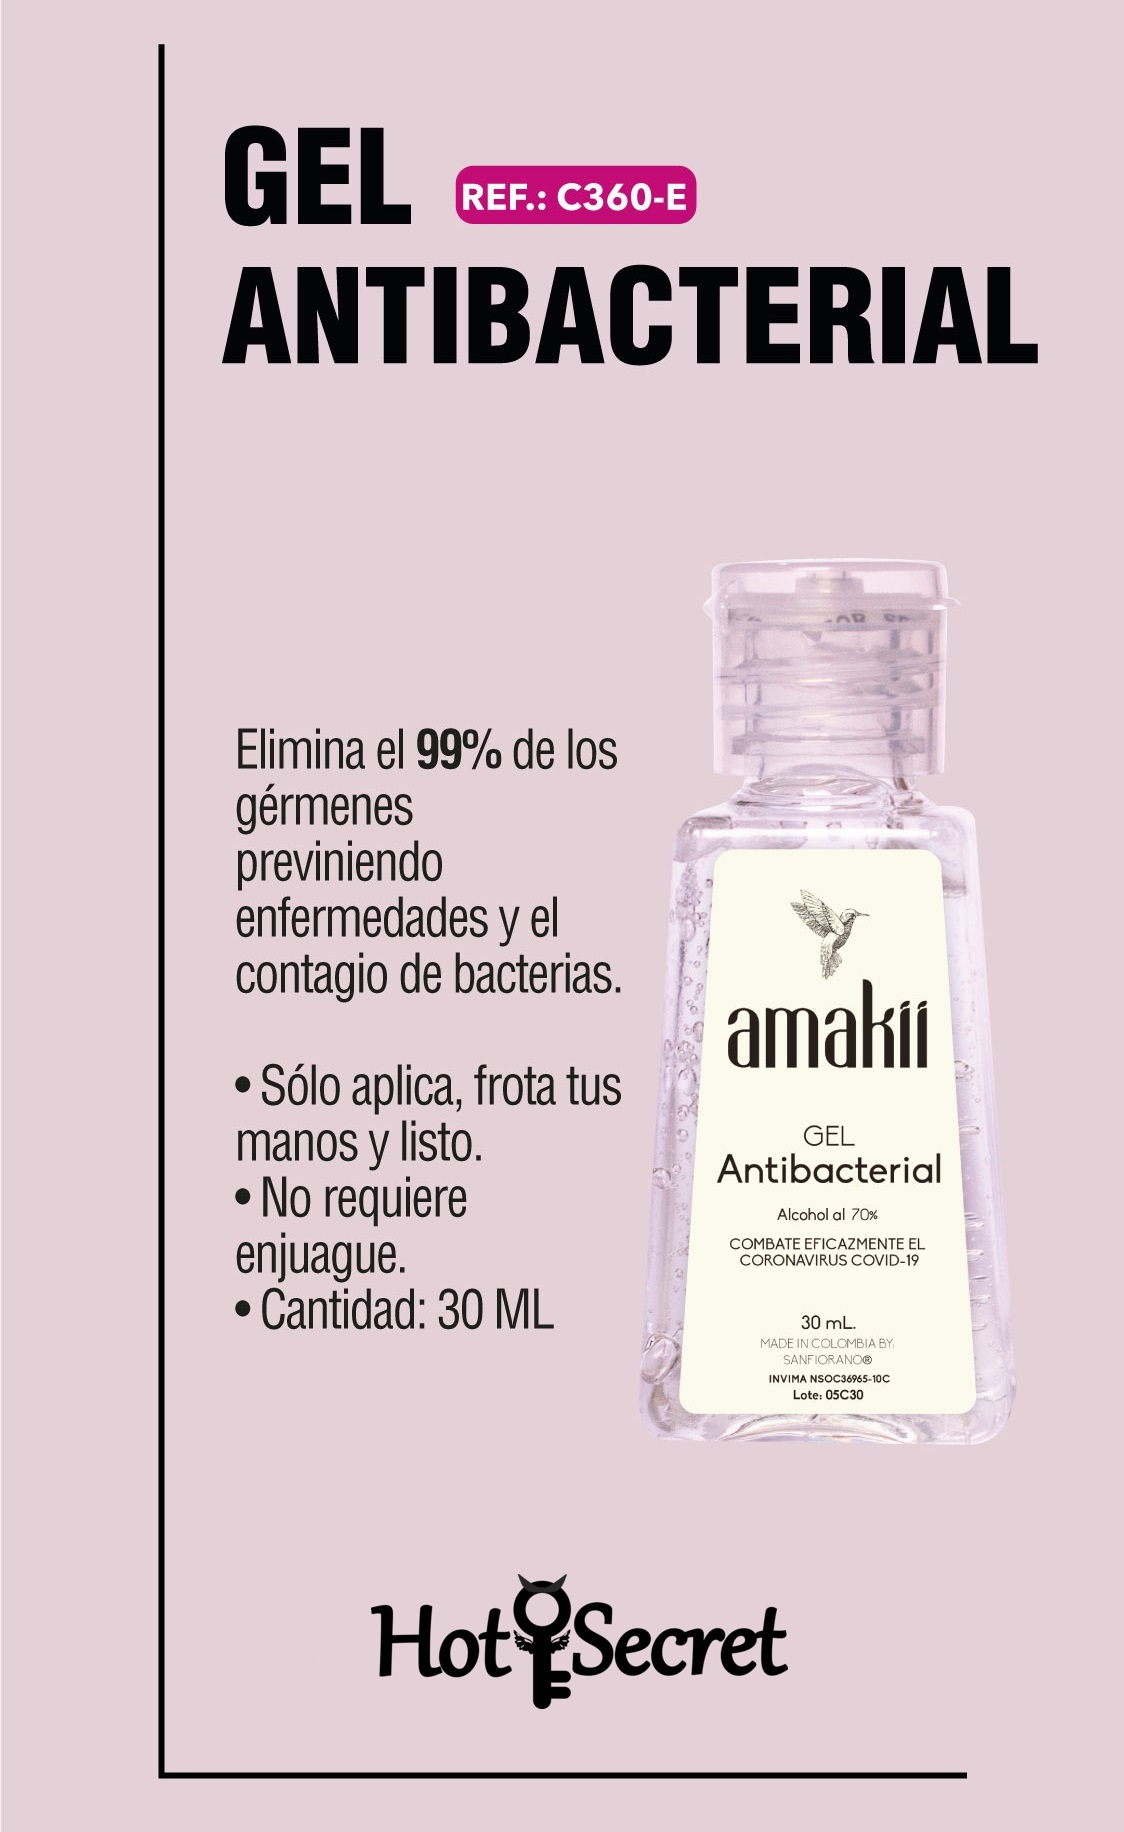 GEL
REF.: C360-E
ANTIBACTERIAL
Elimina el 99% de los
gérmenes
previniendo
enfermedades y el
contagio de bacterias.
• Sólo aplica, frota tus
manos y listo.
• No requiere
enjuague.
• Cantidad: 30 ML
amakii
GEL
Antibacterial
Alcohol al 70%
COMBATE EFICAZMENTE EL
CORONAVIRUS COVID-19
30 mL.
MADE IN COLOMBIA BY:
SANFIORANO®
INVIMA NSOC36965-10C
Lote: 05C30
Hot Secret